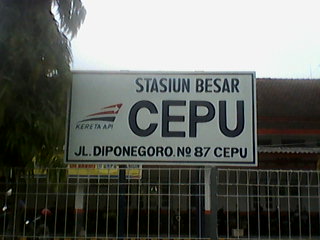 STASIUN BESAR
CEPU
KERETA API
JL. DIPONEGORO. Nº 87 CEPU